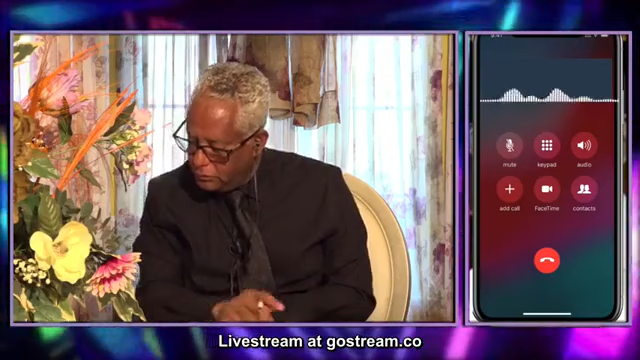 mute
keypad
audio
add call
FaceTime
contacts
Livestream at gostream.co